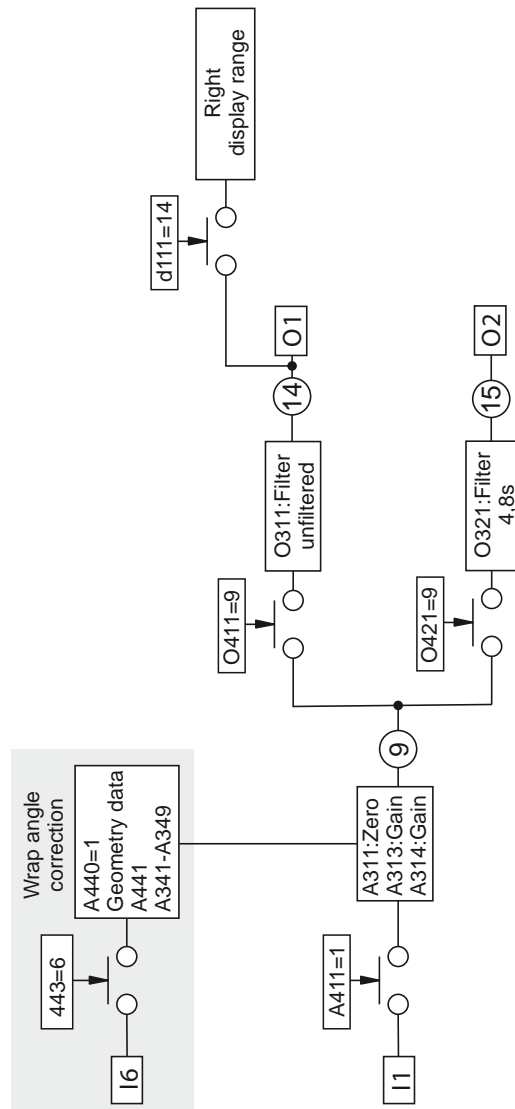 Wrap angle
correction
443=6
I6
A440=1
Geometry data
A441
A341-A349
A411=1
I1
A311:Zero
A313:Gain
A314:Gain
9
O411=9
O311:Filter
unfiltered
14
O1
d111=14
Right
display range
O421=9
O321:Filter
4,8s
15
O2